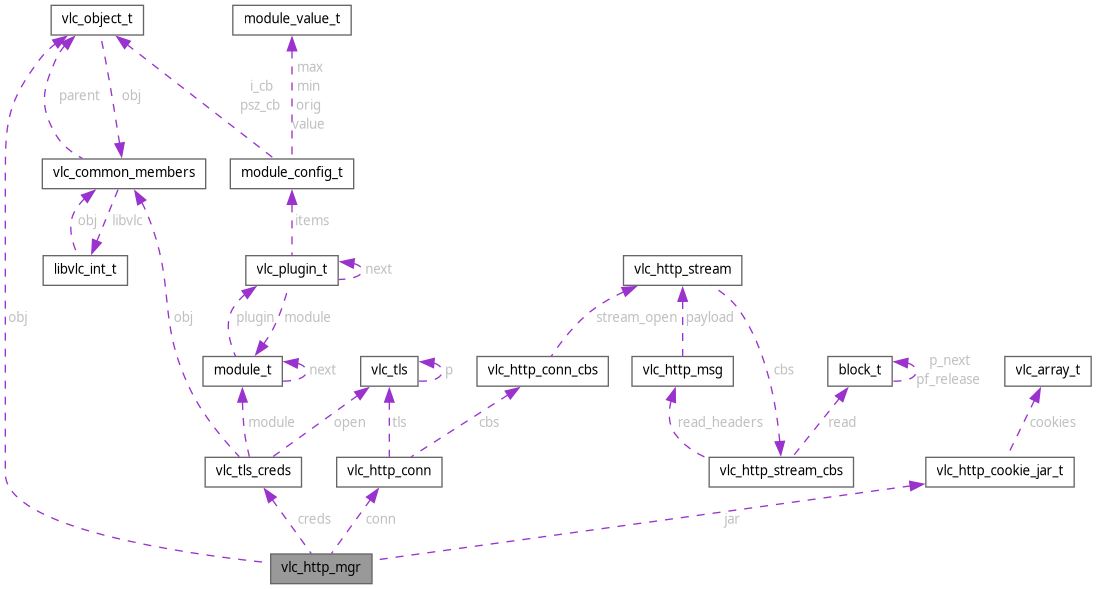 vlc_object_t
module_value_t
max
min
orig
value
i_cb
psz_cb
parent
obj
vlc_common_members
module_config_t
obj
libvlc
items
libvlc_int_t
vlc_plugin_t
next
vlc_http_stream
obj
obj
plugin
module
stream_open
payload
cbs
module_t
next
vlc_tls
p
vlc_http_conn_cbs
vlc_http_msg
block_t
p_next
pf_release
vlc_array_t
module
open
tls
cbs
read_headers
read
cookies
vlc_tls_creds
vlc_http_conn
vlc_http_stream_cbs
vlc_http_cookie_jar_t
creds
conn
jar
vlc_http_mgr